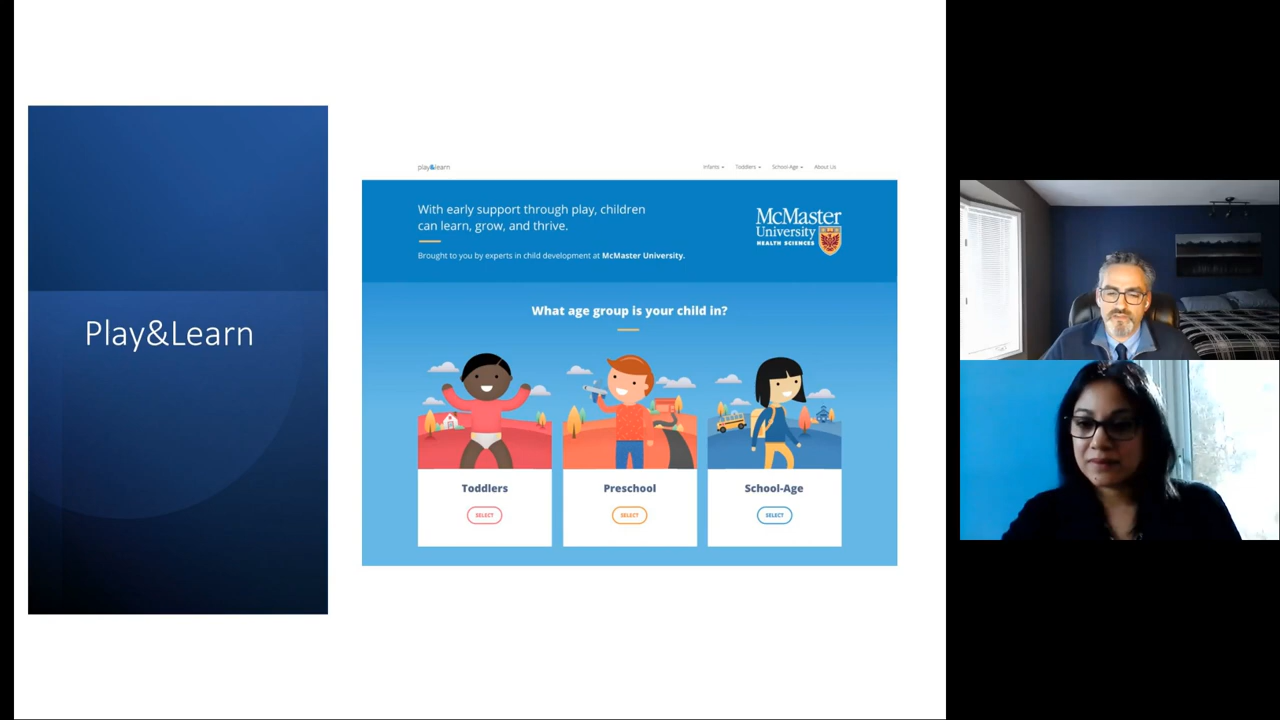 Play&Learn
play&learn
Infants
Toddlers
School-Age
About Us
With early support through play, children
can learn, grow, and thrive.
Brought to you by experts in child development at McMaster University.
McMaster
University
HEALTH SCIENCES
What age group is your child in?
Toddlers
SELECT
Preschool
SELECT
School-Age
SELECT